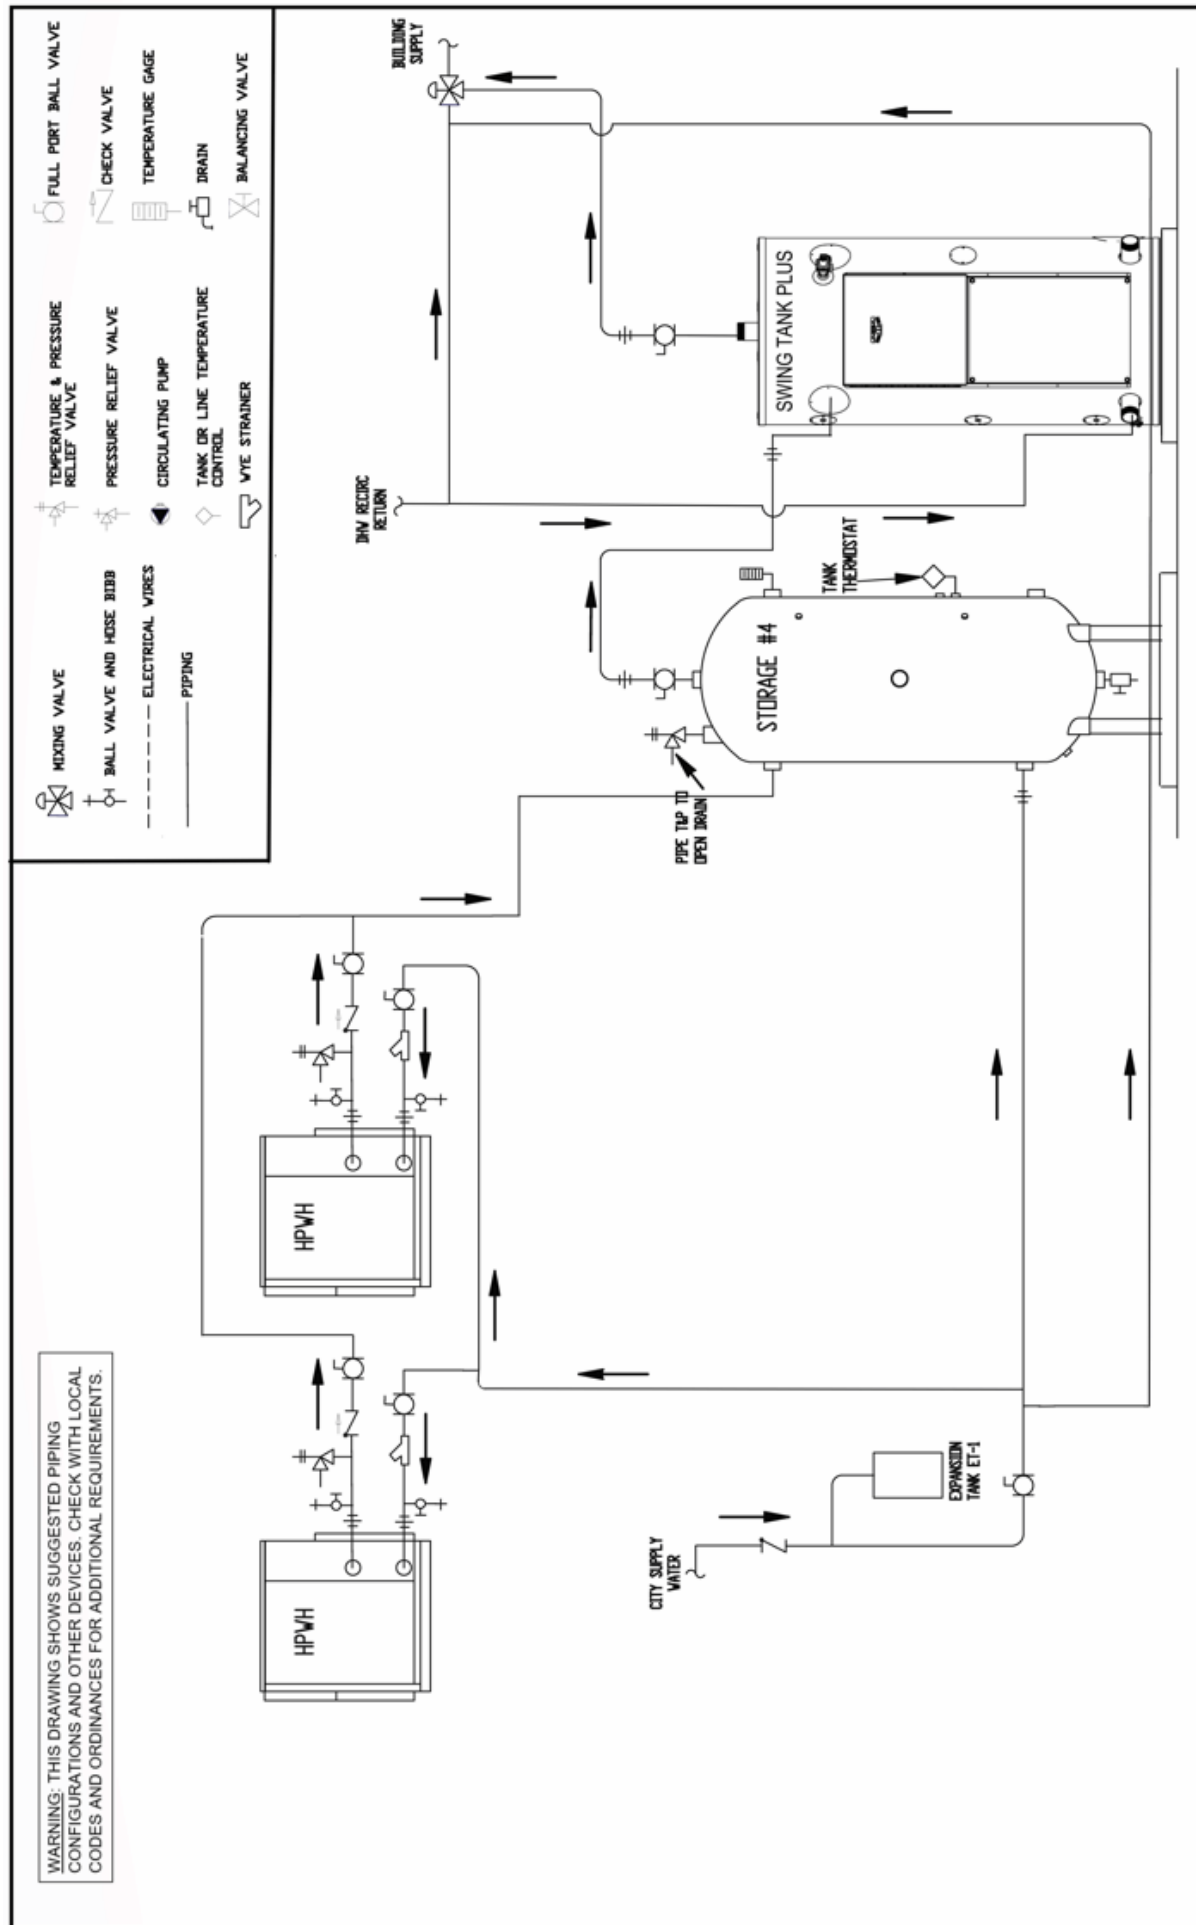 WARNING: THIS DRAWING SHOWS SUGGESTED PIPING
CONFIGURATIONS AND OTHER DEVICES. CHECK WITH LOCAL
CODES AND ORDINANCES FOR ADDITIONAL REQUIREMENTS.
MIXING VALVE
BALL VALVE AND HOSE BIBB
ELECTRICAL WIRES
PIPING
TEMPERATURE & PRESSURE
RELIEF VALVE
PRESSURE RELIEF VALVE
CIRCULATING PUMP
TANK OR LINE TEMPERATURE
CONTROL
WYE STRAINER
FULL PORT BALL VALVE
CHECK VALVE
TEMPERATURE GAGE
DRAIN
BALANCING VALVE
HPWH
HPWH
DHW RECIRC
RETURN
BUILDING
SUPPLY
CITY SUPPLY
WATER
EXPANSION
TANK ET-1
PIPE T&P TO
OPEN DRAIN
STORAGE #4
TANK
THERMOSTAT
SWING TANK PLUS